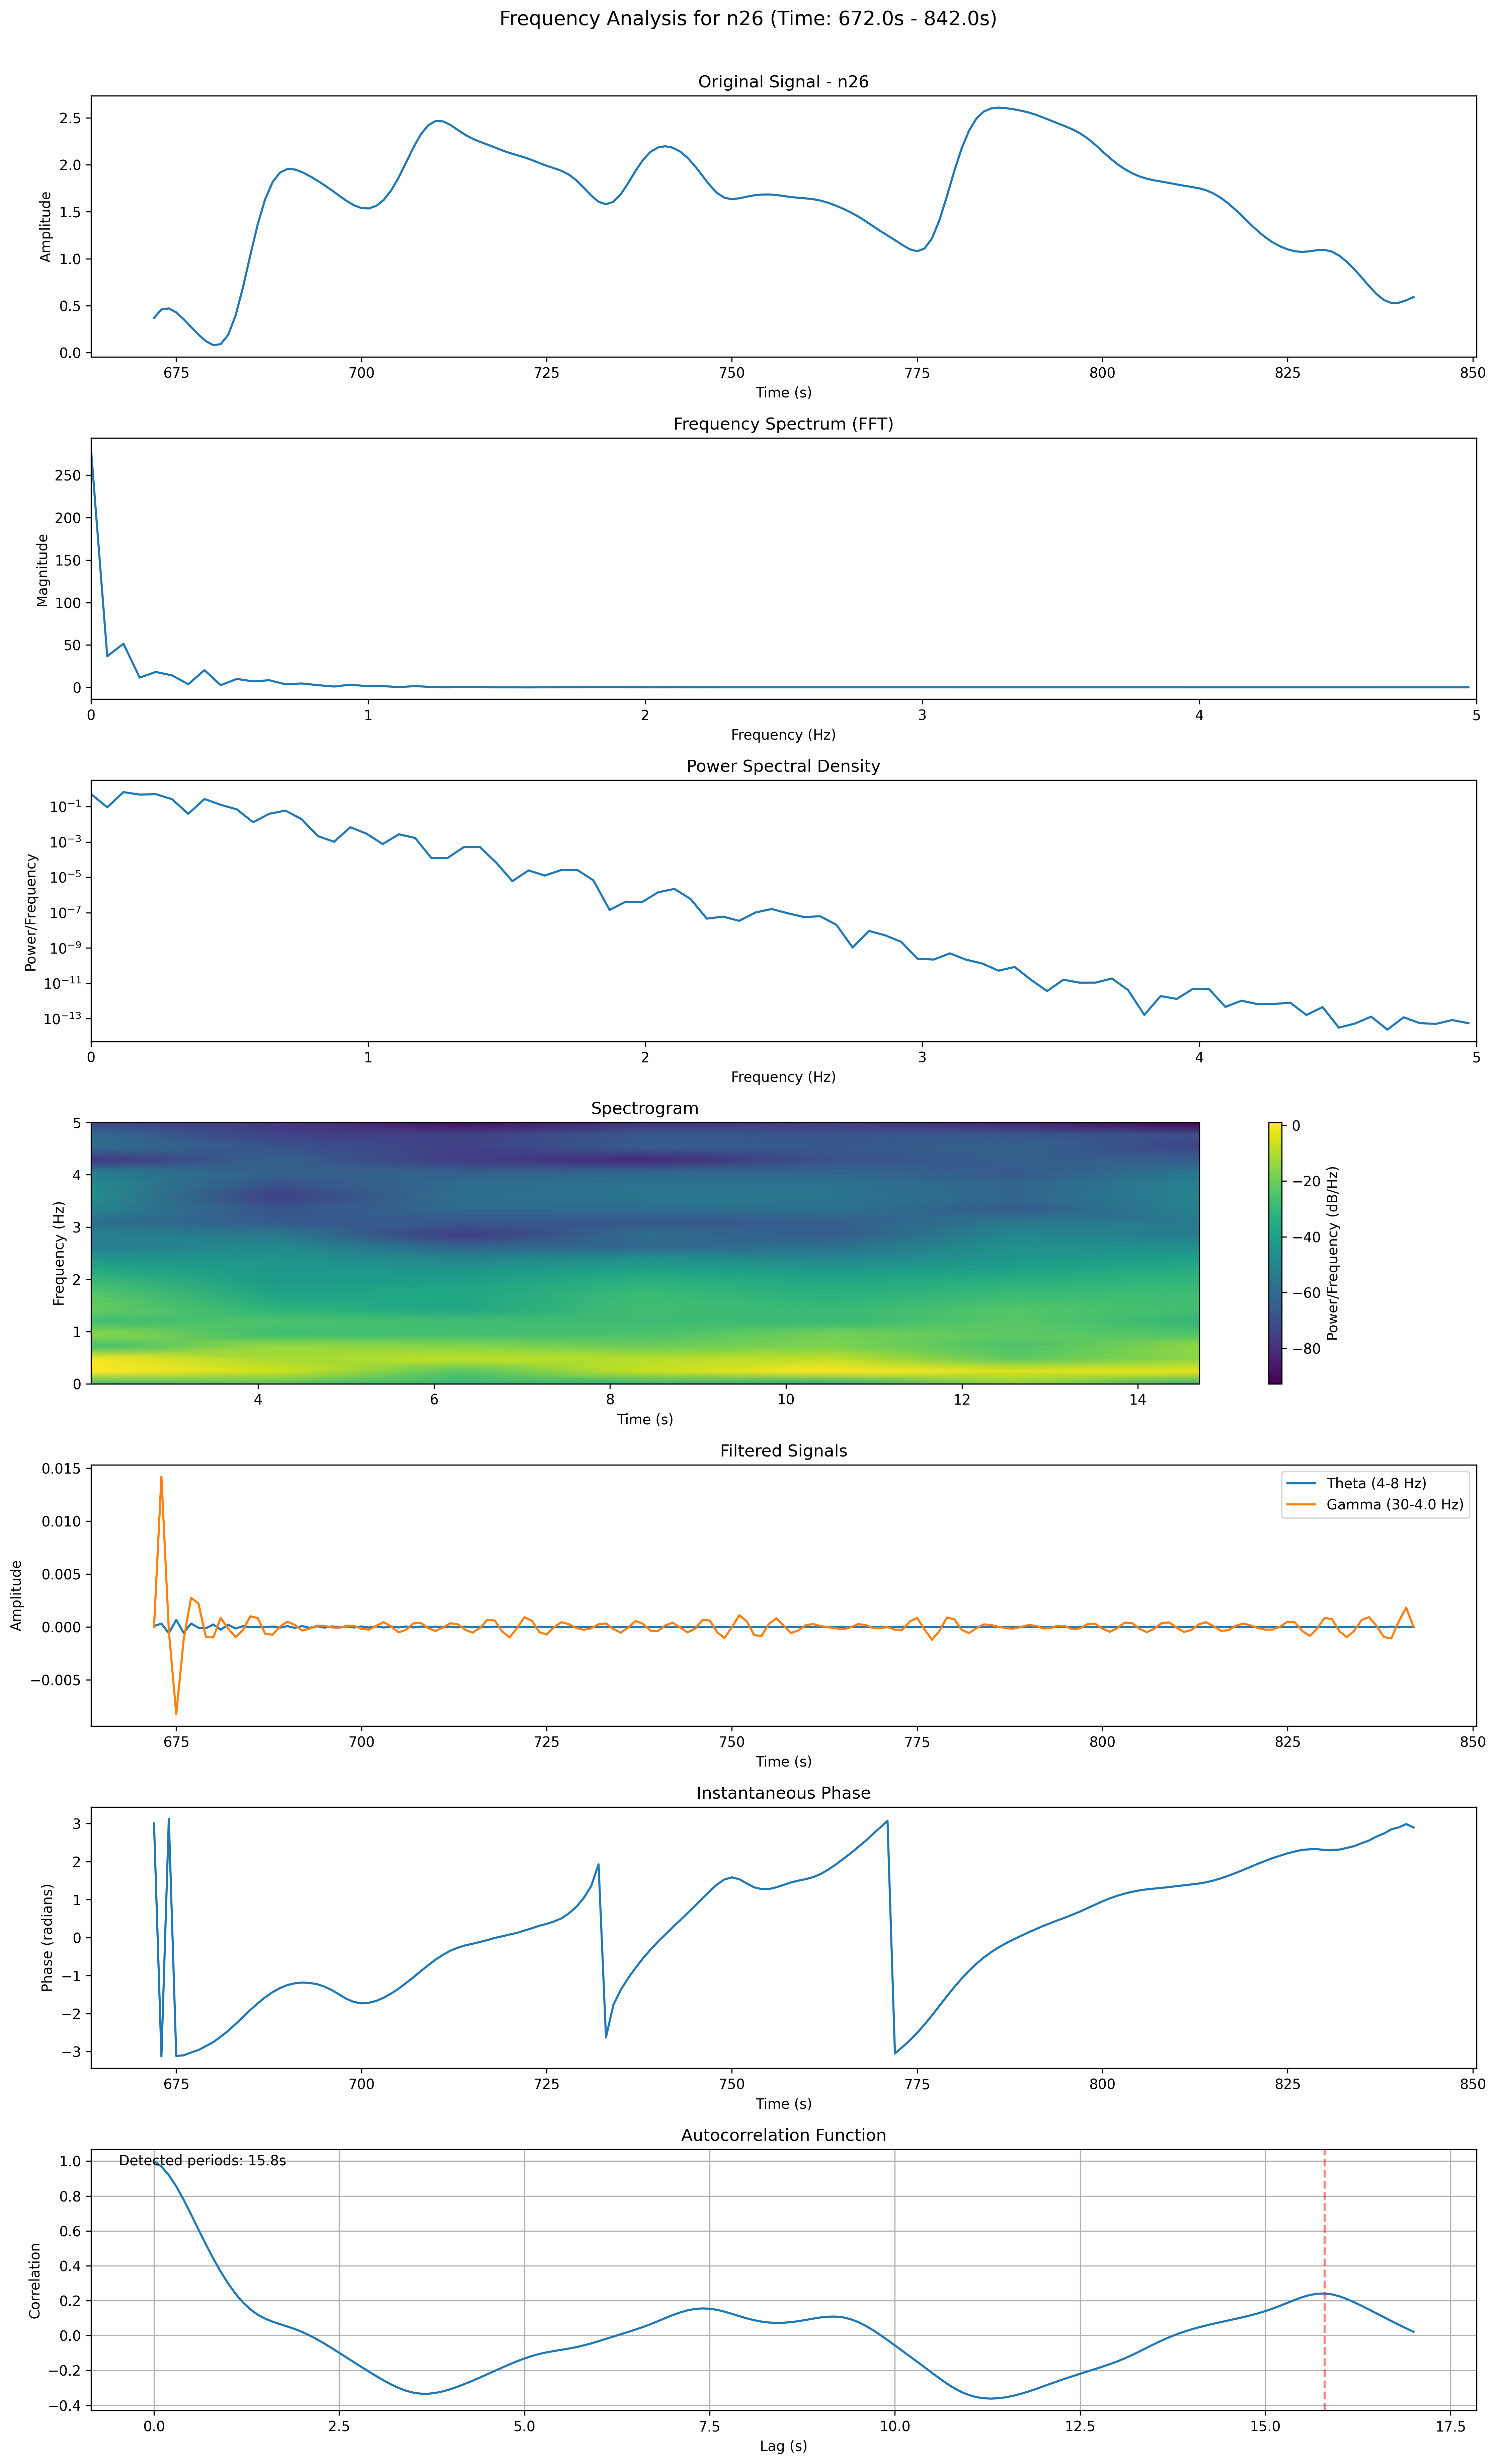 Frequency Analysis for n26 (Time: 672.0s - 842.0s)
Original Signal - n26
Amplitude
2.5
2.0
1.5
1.0
0.5
0.0
675 700 725 750 775 800 825 850
Time (s)
Frequency Spectrum (FFT)
Magnitude
250
200
150
100
50
0
0 1 2 3 4 5
Frequency (Hz)
Power Spectral Density
Power/Frequency
10⁻¹
10⁻³
10⁻⁵
10⁻⁷
10⁻⁹
10⁻¹¹
10⁻¹³
0 1 2 3 4 5
Frequency (Hz)
Spectrogram
Frequency (Hz)
5
4
3
2
1
0
4 6 8 10 12 14
Time (s)
0
−20
−40
−60
−80
Power/Frequency (dB/Hz)
Filtered Signals
Amplitude
0.015
0.010
0.005
0.000
−0.005
Theta (4-8 Hz)
Gamma (30-4.0 Hz)
675 700 725 750 775 800 825 850
Time (s)
Instantaneous Phase
Phase (radians)
3
2
1
0
−1
−2
−3
675 700 725 750 775 800 825 850
Time (s)
Autocorrelation Function
Detected periods: 15.8s
Correlation
1.0
0.8
0.6
0.4
0.2
0.0
−0.2
−0.4
0.0 2.5 5.0 7.5 10.0 12.5 15.0 17.5
Lag (s)